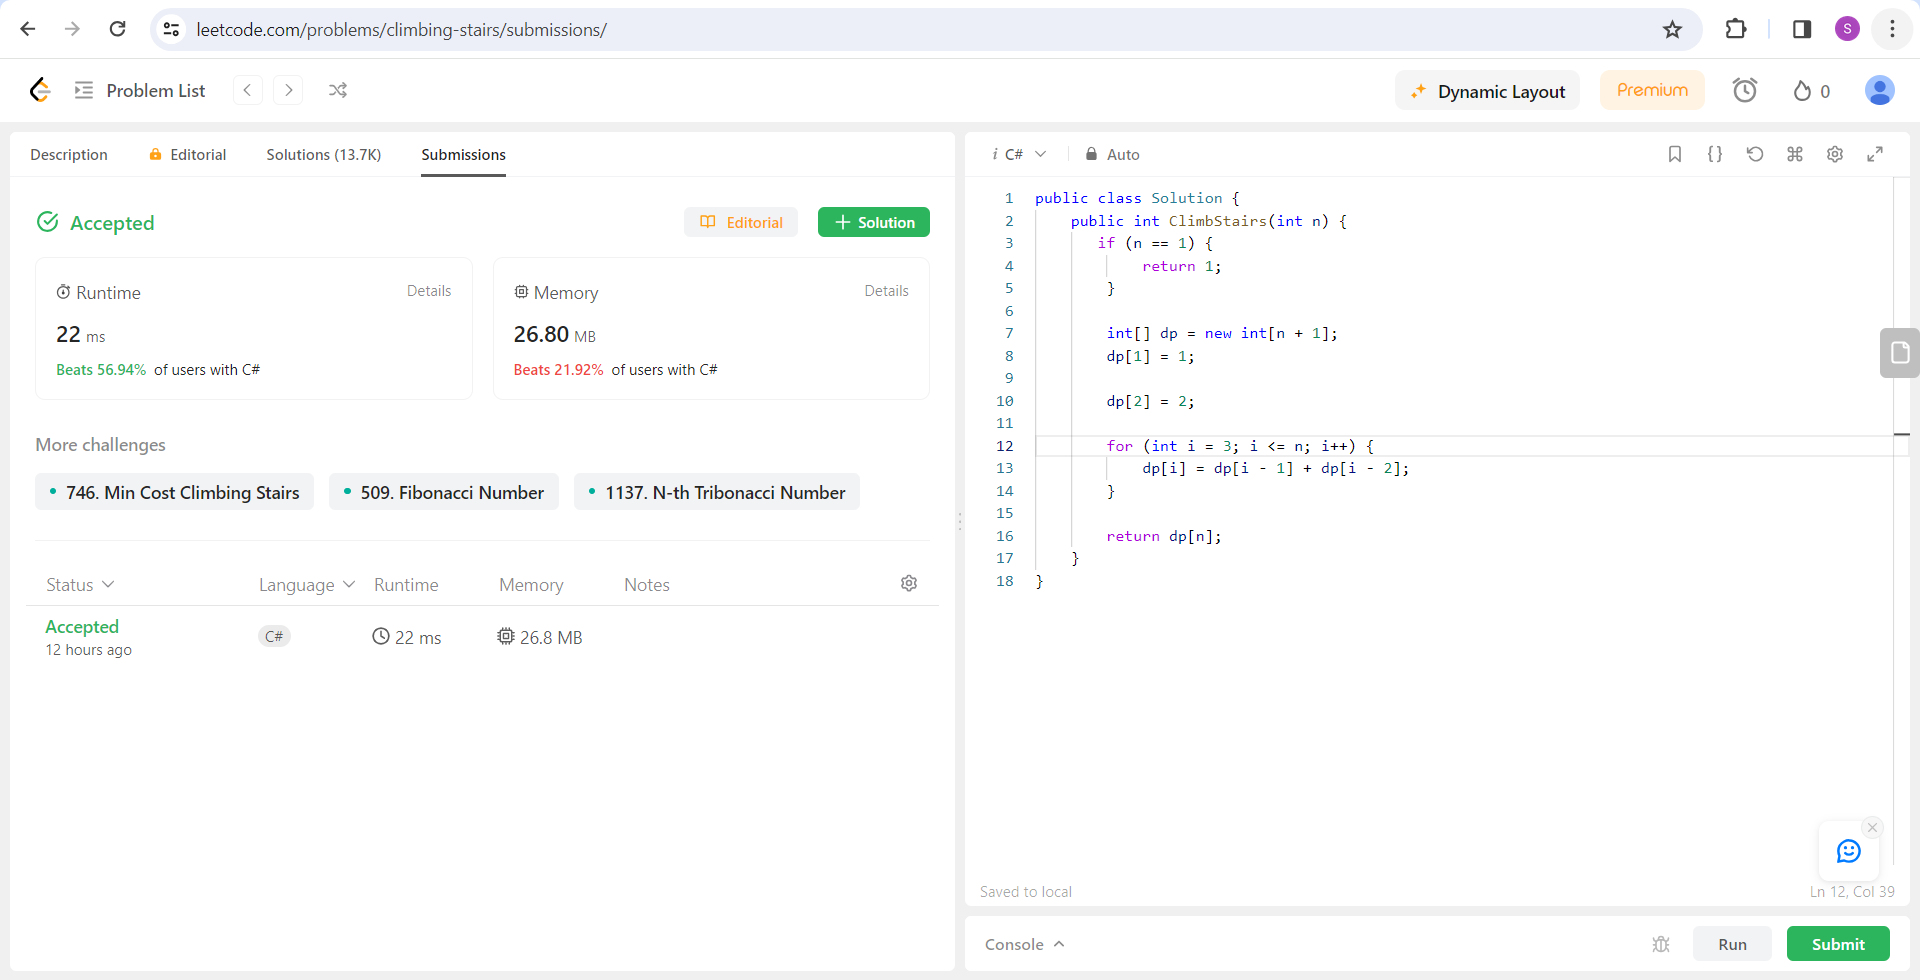 leetcode.com/problems/climbing-stairs/submissions/
S
Problem List
Dynamic Layout
Premium
0
Description
Editorial
Solutions (13.7K)
Submissions
Accepted
Editorial
Solution
Runtime
Details
22 ms
Beats 56.94% of users with C#
Memory
Details
26.80 MB
Beats 21.92% of users with C#
More challenges
746. Min Cost Climbing Stairs
509. Fibonacci Number
1137. N-th Tribonacci Number
Status
Language
Runtime
Memory
Notes
Accepted
12 hours ago
C#
22 ms
26.8 MB
i C#
Auto
1 public class Solution {
2     public int ClimbStairs(int n) {
3        if (n == 1) {
4             return 1;
5         }
6
7         int[] dp = new int[n + 1];
8         dp[1] = 1;
9
10         dp[2] = 2;
11
12         for (int i = 3; i <= n; i++) {
13             dp[i] = dp[i - 1] + dp[i - 2];
14         }
15
16         return dp[n];
17     }
18 }
Saved to local
Ln 12, Col 39
Console
Run
Submit